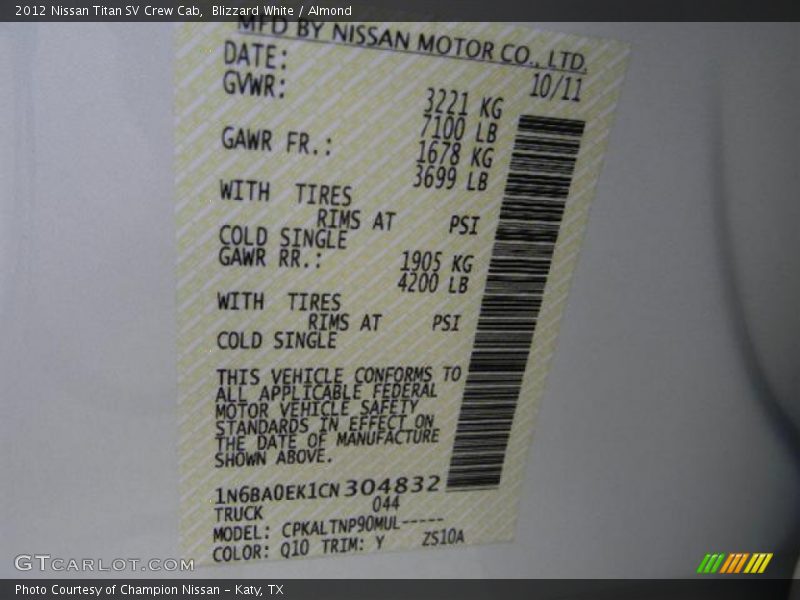 2012 Nissan Titan SV Crew Cab,  Blizzard White / Almond
MFD BY NISSAN MOTOR CO., LTD.
DATE: 10/11
GVWR: 3221 KG
7100 LB
GAWR FR.: 1678 KG
3699 LB
WITH TIRES
RIMS AT PSI
COLD SINGLE
GAWR RR.: 1905 KG
4200 LB
WITH TIRES
RIMS AT PSI
COLD SINGLE
THIS VEHICLE CONFORMS TO
ALL APPLICABLE FEDERAL
MOTOR VEHICLE SAFETY
STANDARDS IN EFFECT ON
THE DATE OF MANUFACTURE
SHOWN ABOVE.
1N6BA0EK1CN304832
TRUCK 044
MODEL: CPKALTNP90MUL-----
COLOR: Q10 TRIM: Y ZS10A
GTCARLOT.COM
Photo Courtesy of Champion Nissan - Katy, TX